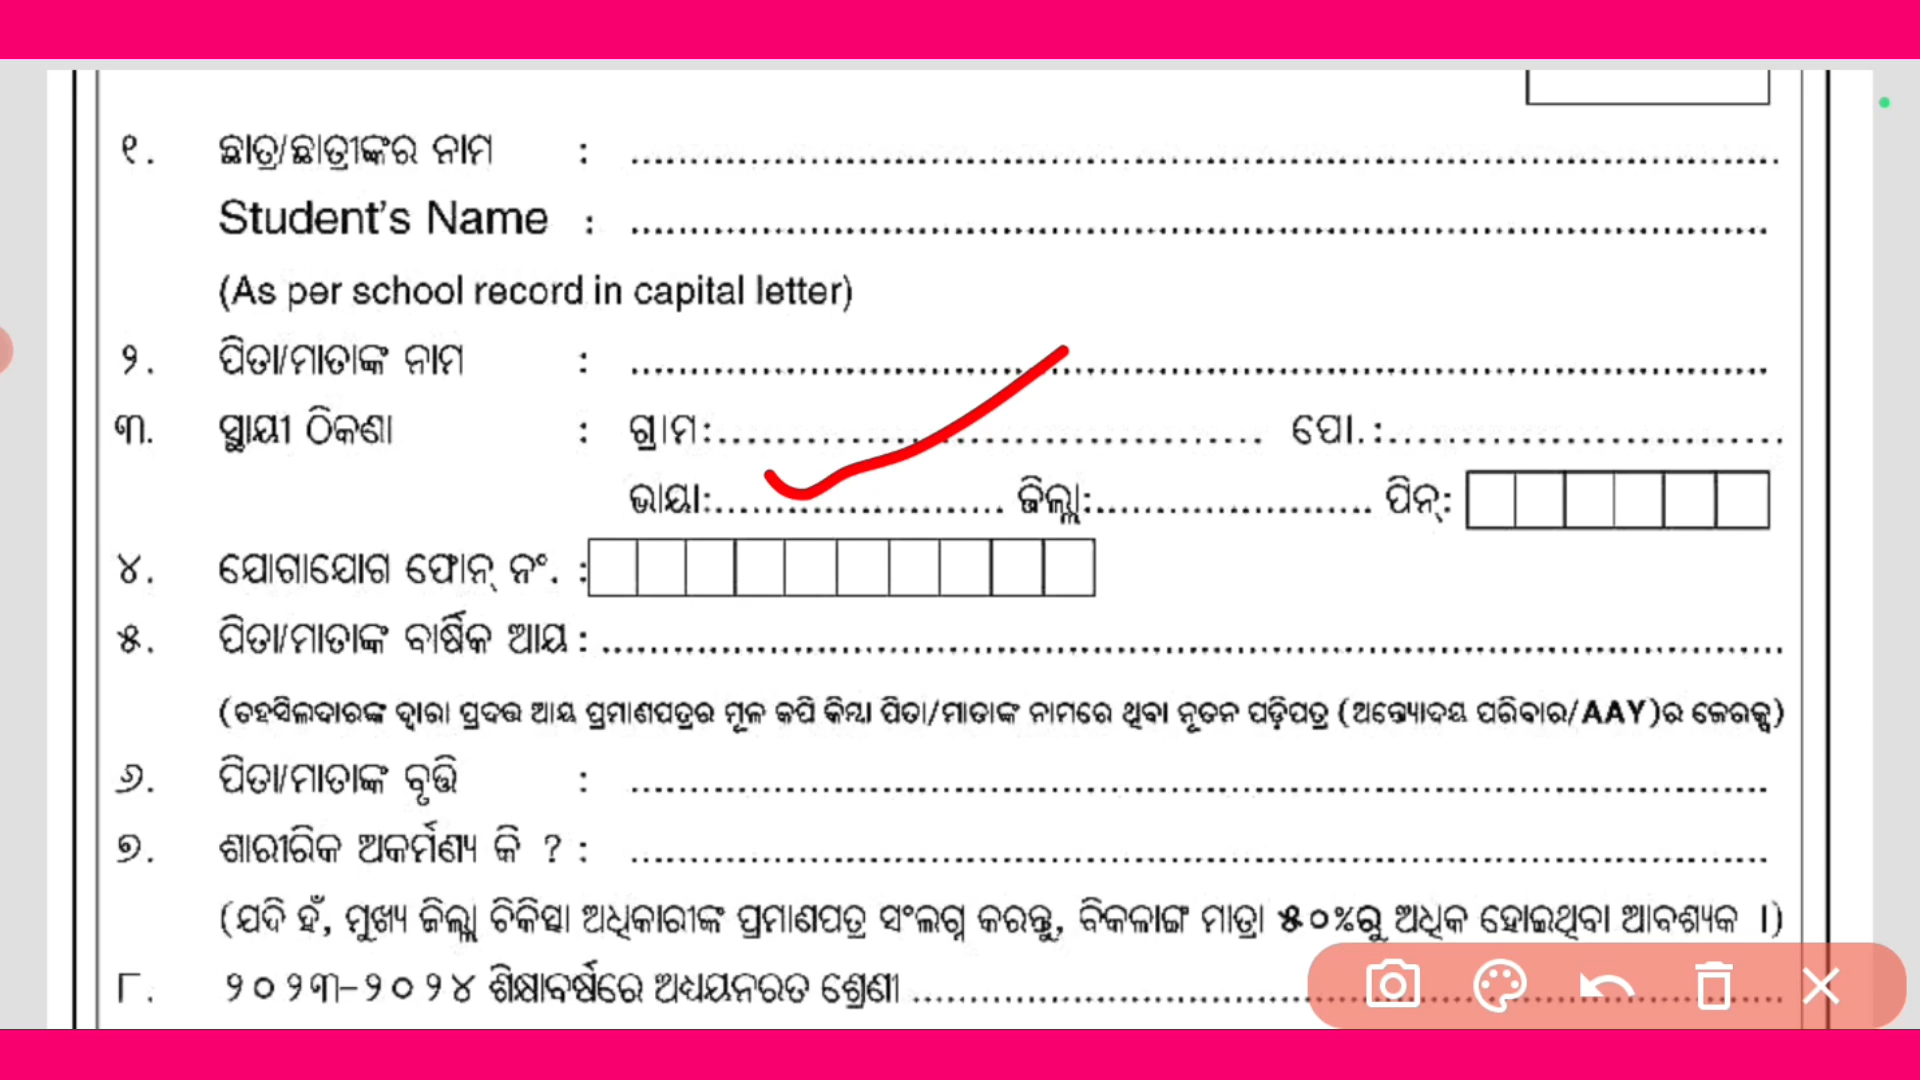 ୧. ଛାତ୍ର/ଛାତ୍ରୀଙ୍କର ନାମ : ........................................
Student's Name : ........................................
(As per school record in capital letter)
୨. ପିତା/ମାତାଙ୍କ ନାମ : ........................................
୩. ସ୍ଥାୟୀ ଠିକଣା : ଗ୍ରାମ:............................ ପୋ.:............................
ଭାୟା:.................... ଜିଲ୍ଲା:.................... ପିନ୍:
୪. ଯୋଗାଯୋଗ ଫୋନ୍ ନଂ. :
୫. ପିତା/ମାତାଙ୍କ ବାର୍ଷିକ ଆୟ : ........................................
(ତହସିଲଦାରଙ୍କ ଦ୍ୱାରା ପ୍ରଦତ୍ତ ଆୟ ପ୍ରମାଣପତ୍ରର ମୂଳ କପି କିମ୍ବା ପିତା/ମାତାଙ୍କ ନାମରେ ଥିବା ନୂତନ ପଡ଼ିପତ୍ର (ଅନ୍ତ୍ୟୋଦୟ ପରିବାର/AAY)ର ଜେରକ୍ସ)
୬. ପିତା/ମାତାଙ୍କ ବୃତ୍ତି : ........................................
୭. ଶାରୀରିକ ଅକର୍ମଣ୍ୟ କି ? : ........................................
(ଯଦି ହଁ, ମୁଖ୍ୟ ଜିଲ୍ଲା ଚିକିତ୍ସା ଅଧିକାରୀଙ୍କ ପ୍ରମାଣପତ୍ର ସଂଲଗ୍ନ କରନ୍ତୁ, ବିକଳାଙ୍ଗ ମାତ୍ରା ୫୦%ରୁ ଅଧିକ ହୋଇଥିବା ଆବଶ୍ୟକ ।)
୮. ୨୦୨୩-୨୦୨୪ ଶିକ୍ଷାବର୍ଷରେ ଅଧ୍ୟୟନରତ ଶ୍ରେଣୀ ........................................